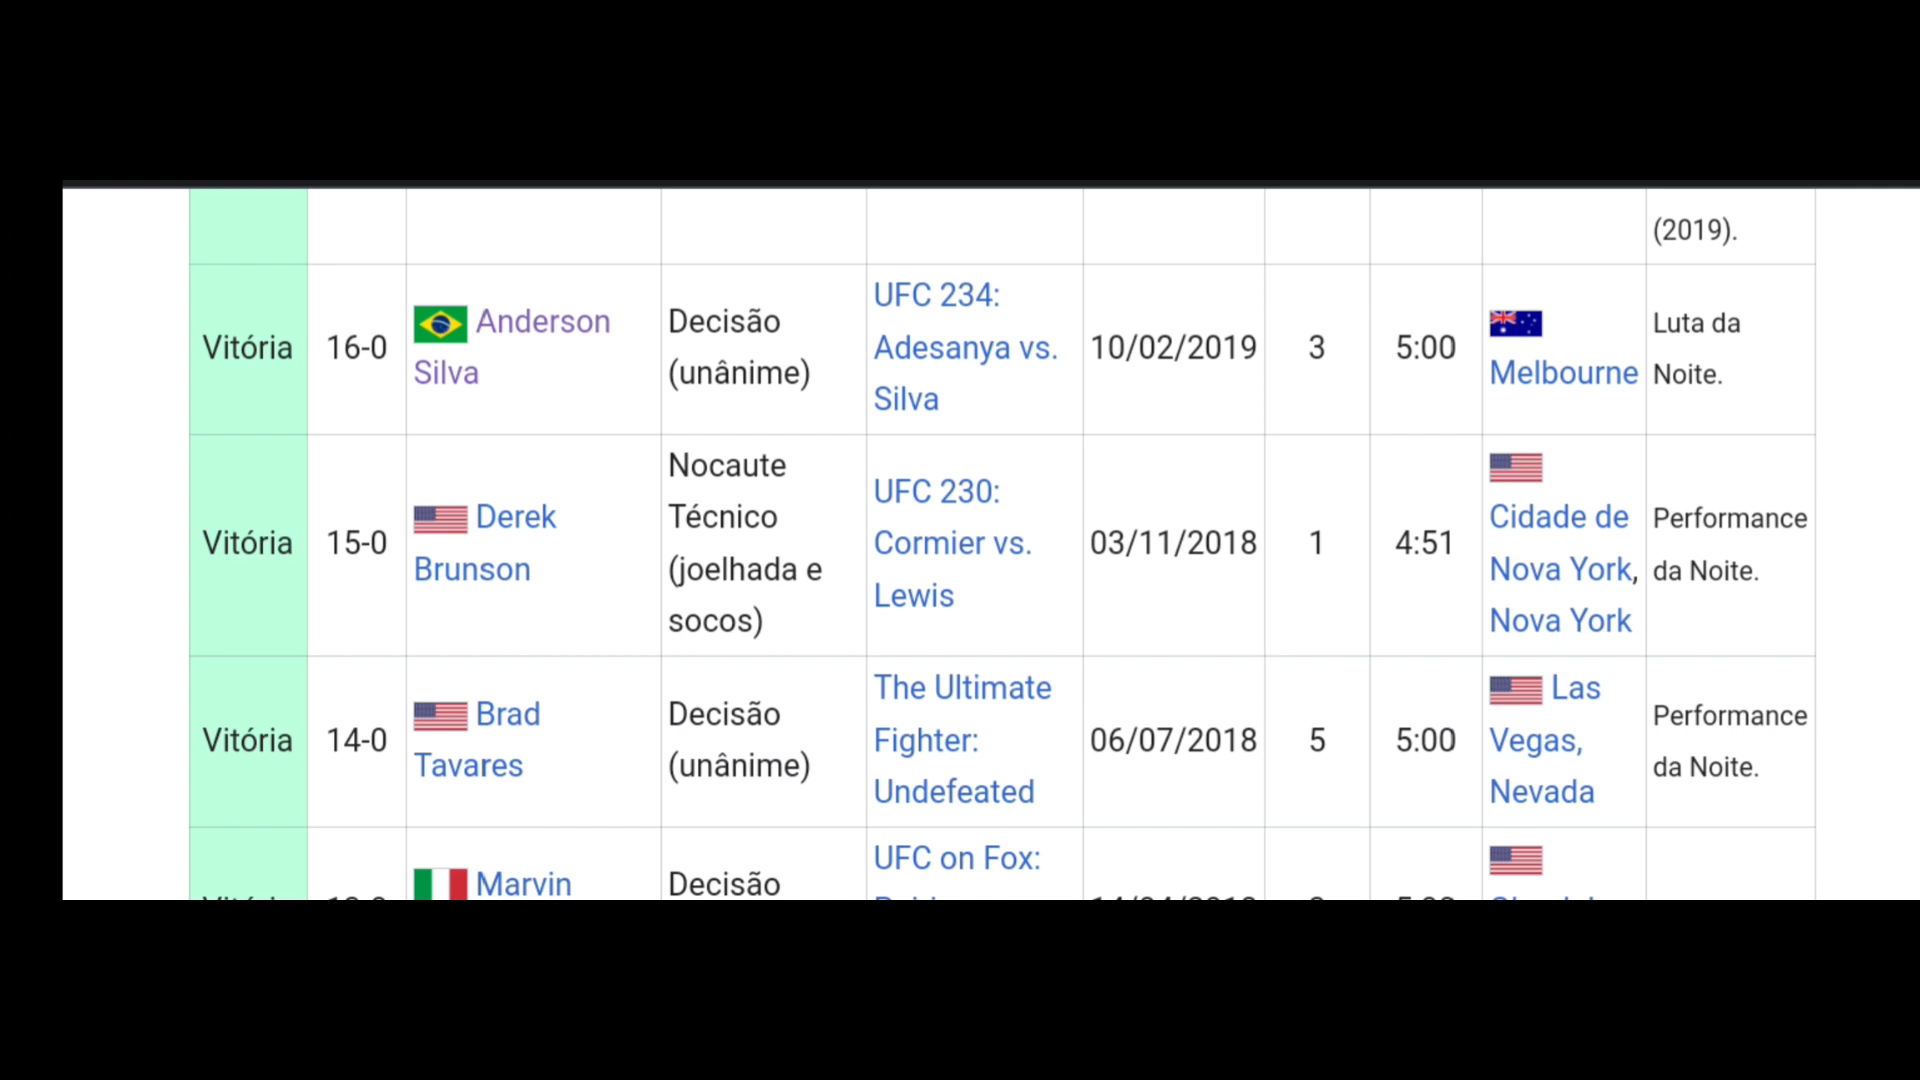 (2019).
Vitória 16-0 Anderson Silva Decisão (unânime) UFC 234: Adesanya vs. Silva 10/02/2019 3 5:00 Melbourne Luta da Noite.
Vitória 15-0 Derek Brunson Nocaute Técnico (joelhada e socos) UFC 230: Cormier vs. Lewis 03/11/2018 1 4:51 Cidade de Nova York, Nova York Performance da Noite.
Vitória 14-0 Brad Tavares Decisão (unânime) The Ultimate Fighter: Undefeated 06/07/2018 5 5:00 Las Vegas, Nevada Performance da Noite.
Marvin Decisão UFC on Fox: